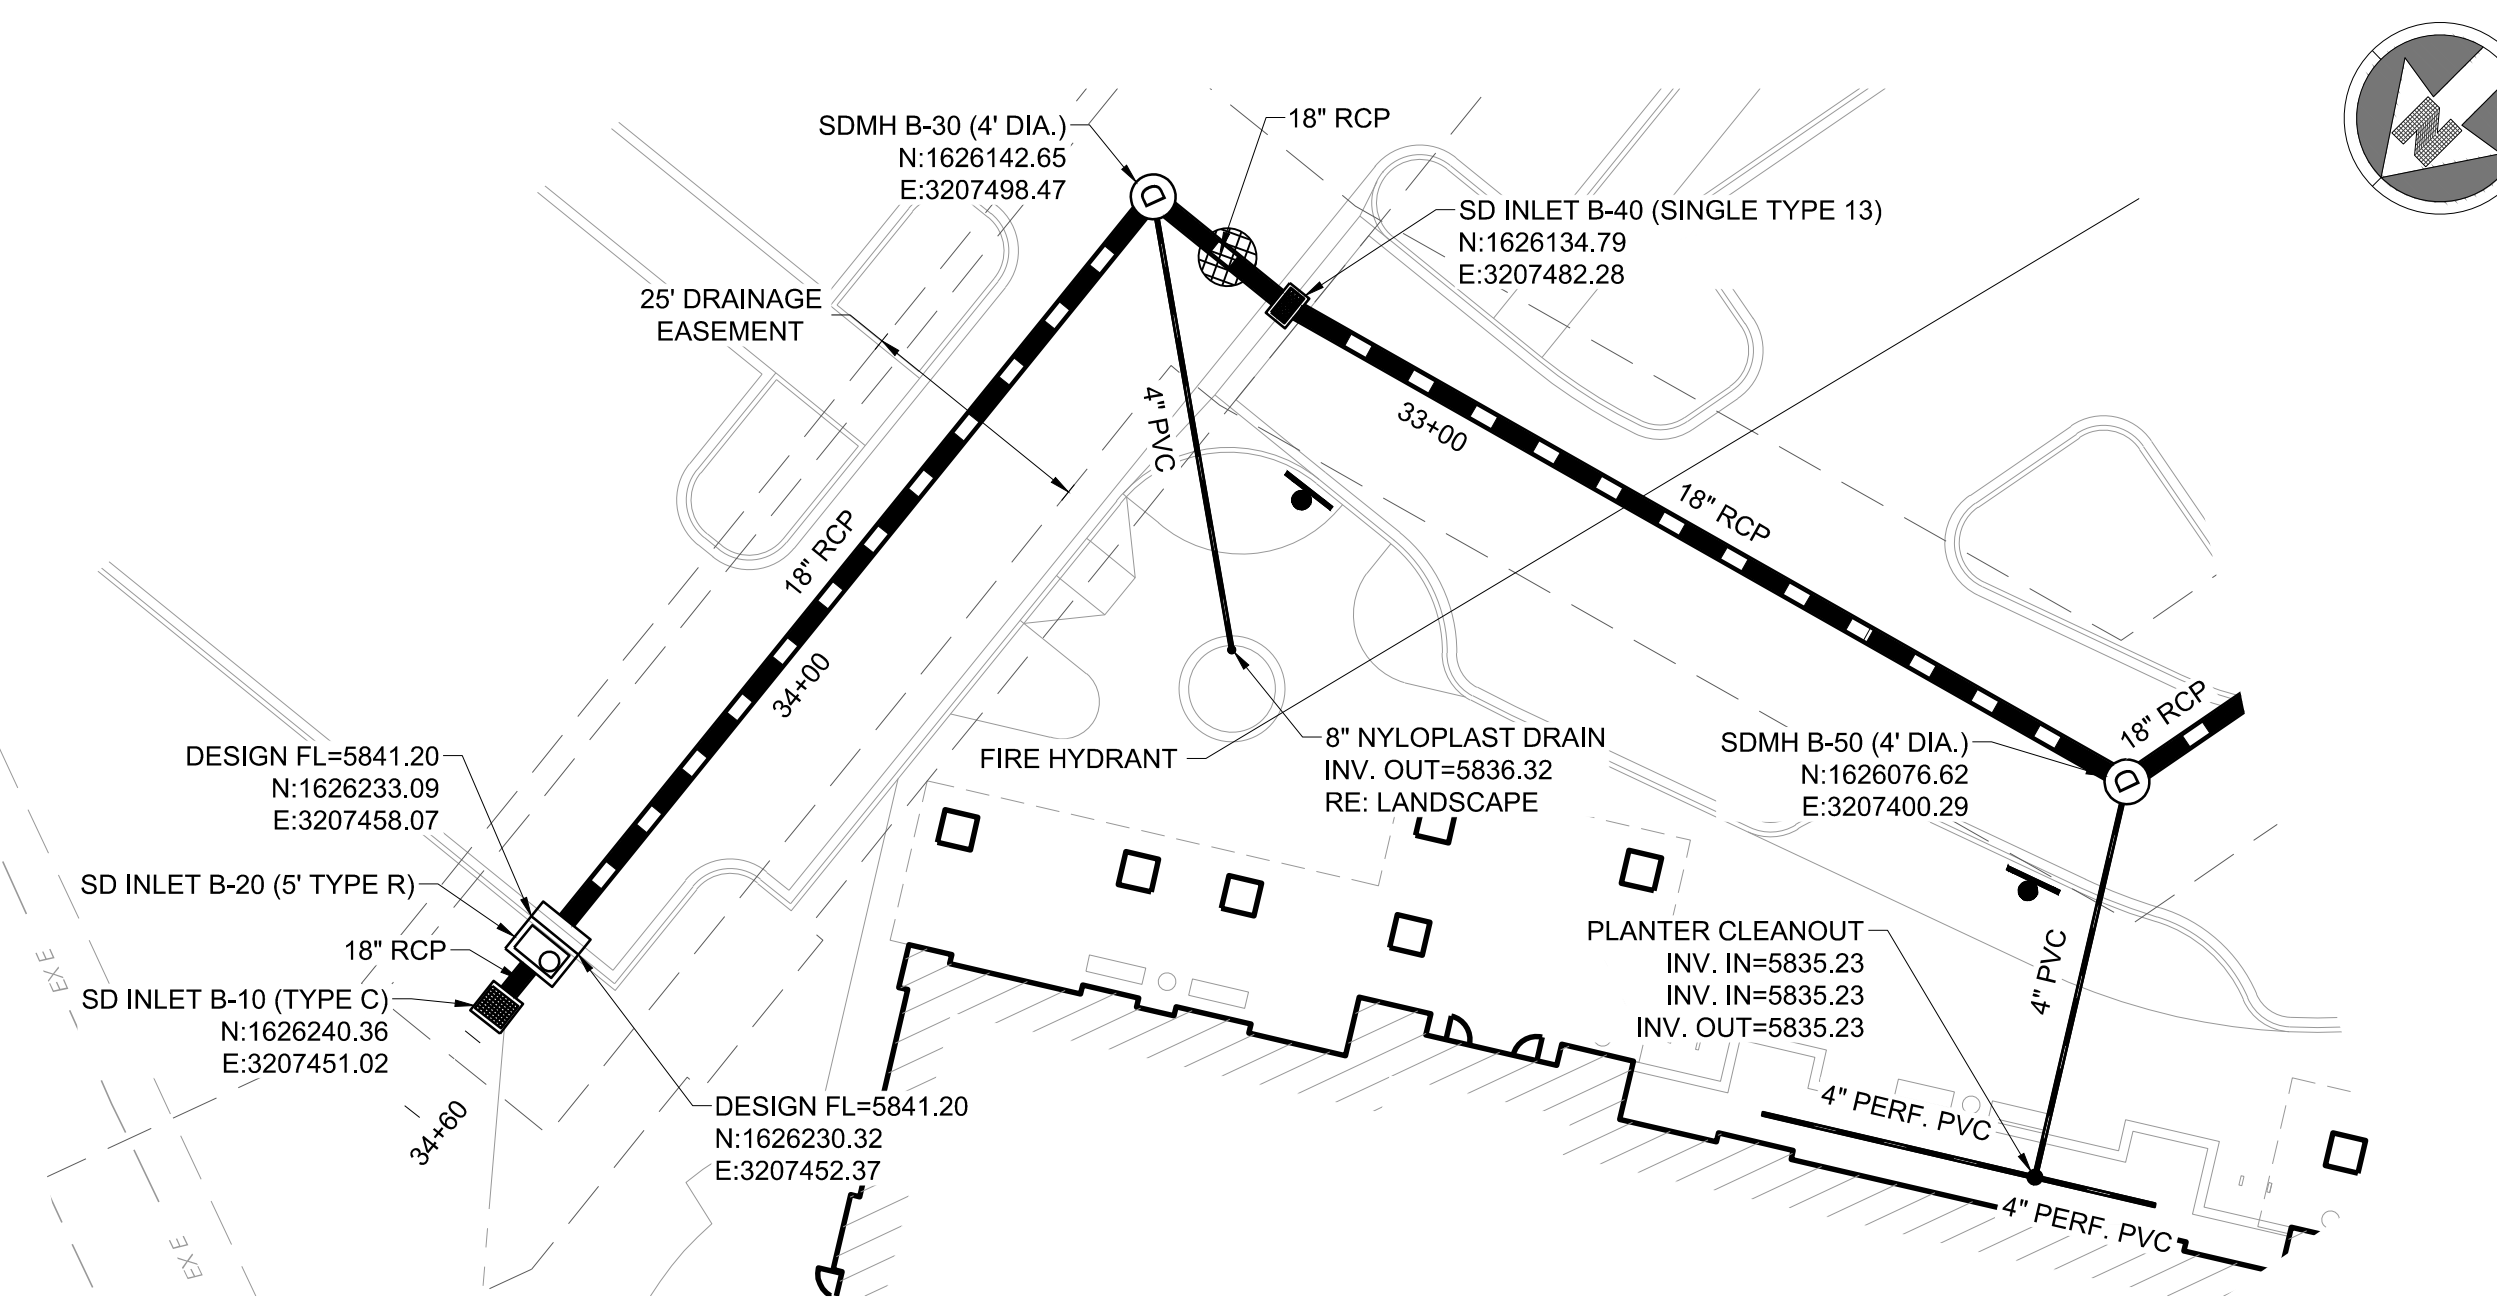 SDMH B-30 (4' DIA.)
N:1626142.65
E:3207498.47
18" RCP
SD INLET B-40 (SINGLE TYPE 13)
N:1626134.79
E:3207482.28
25' DRAINAGE
EASEMENT
4" PVC
33+00
18" RCP
18" RCP
34+00
18" RCP
DESIGN FL=5841.20
N:1626233.09
E:3207458.07
FIRE HYDRANT
8" NYLOPLAST DRAIN
INV. OUT=5836.32
RE: LANDSCAPE
SDMH B-50 (4' DIA.)
N:1626076.62
E:3207400.29
SD INLET B-20 (5' TYPE R)
18" RCP
SD INLET B-10 (TYPE C)
N:1626240.36
E:3207451.02
PLANTER CLEANOUT
INV. IN=5835.23
INV. IN=5835.23
INV. OUT=5835.23
4" PVC
34+60
DESIGN FL=5841.20
N:1626230.32
E:3207452.37
4" PERF. PVC
4" PERF. PVC
EX E
EX E
D
D
N